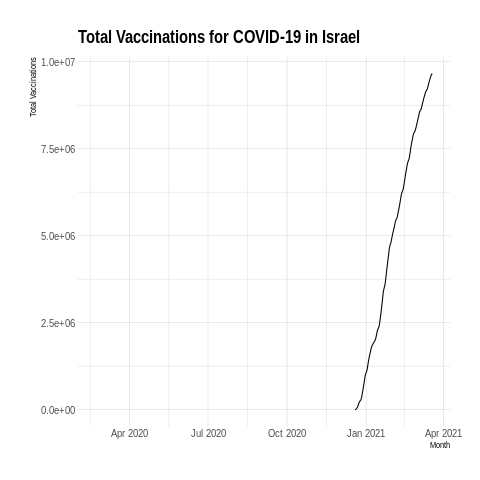 Total Vaccinations for COVID-19 in Israel
Total Vaccinations
1.0e+07
7.5e+06
5.0e+06
2.5e+06
0.0e+00
Apr 2020 Jul 2020 Oct 2020 Jan 2021 Apr 2021
Month